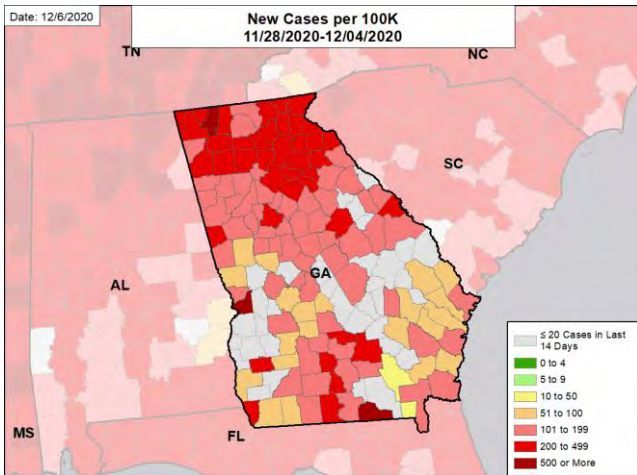 Date: 12/6/2020
New Cases per 100K
11/28/2020-12/04/2020
TN
NC
SC
GA
AL
MS
FL
≤ 20 Cases in Last
14 Days
0 to 4
5 to 9
10 to 50
51 to 100
101 to 199
200 to 499
500 or More